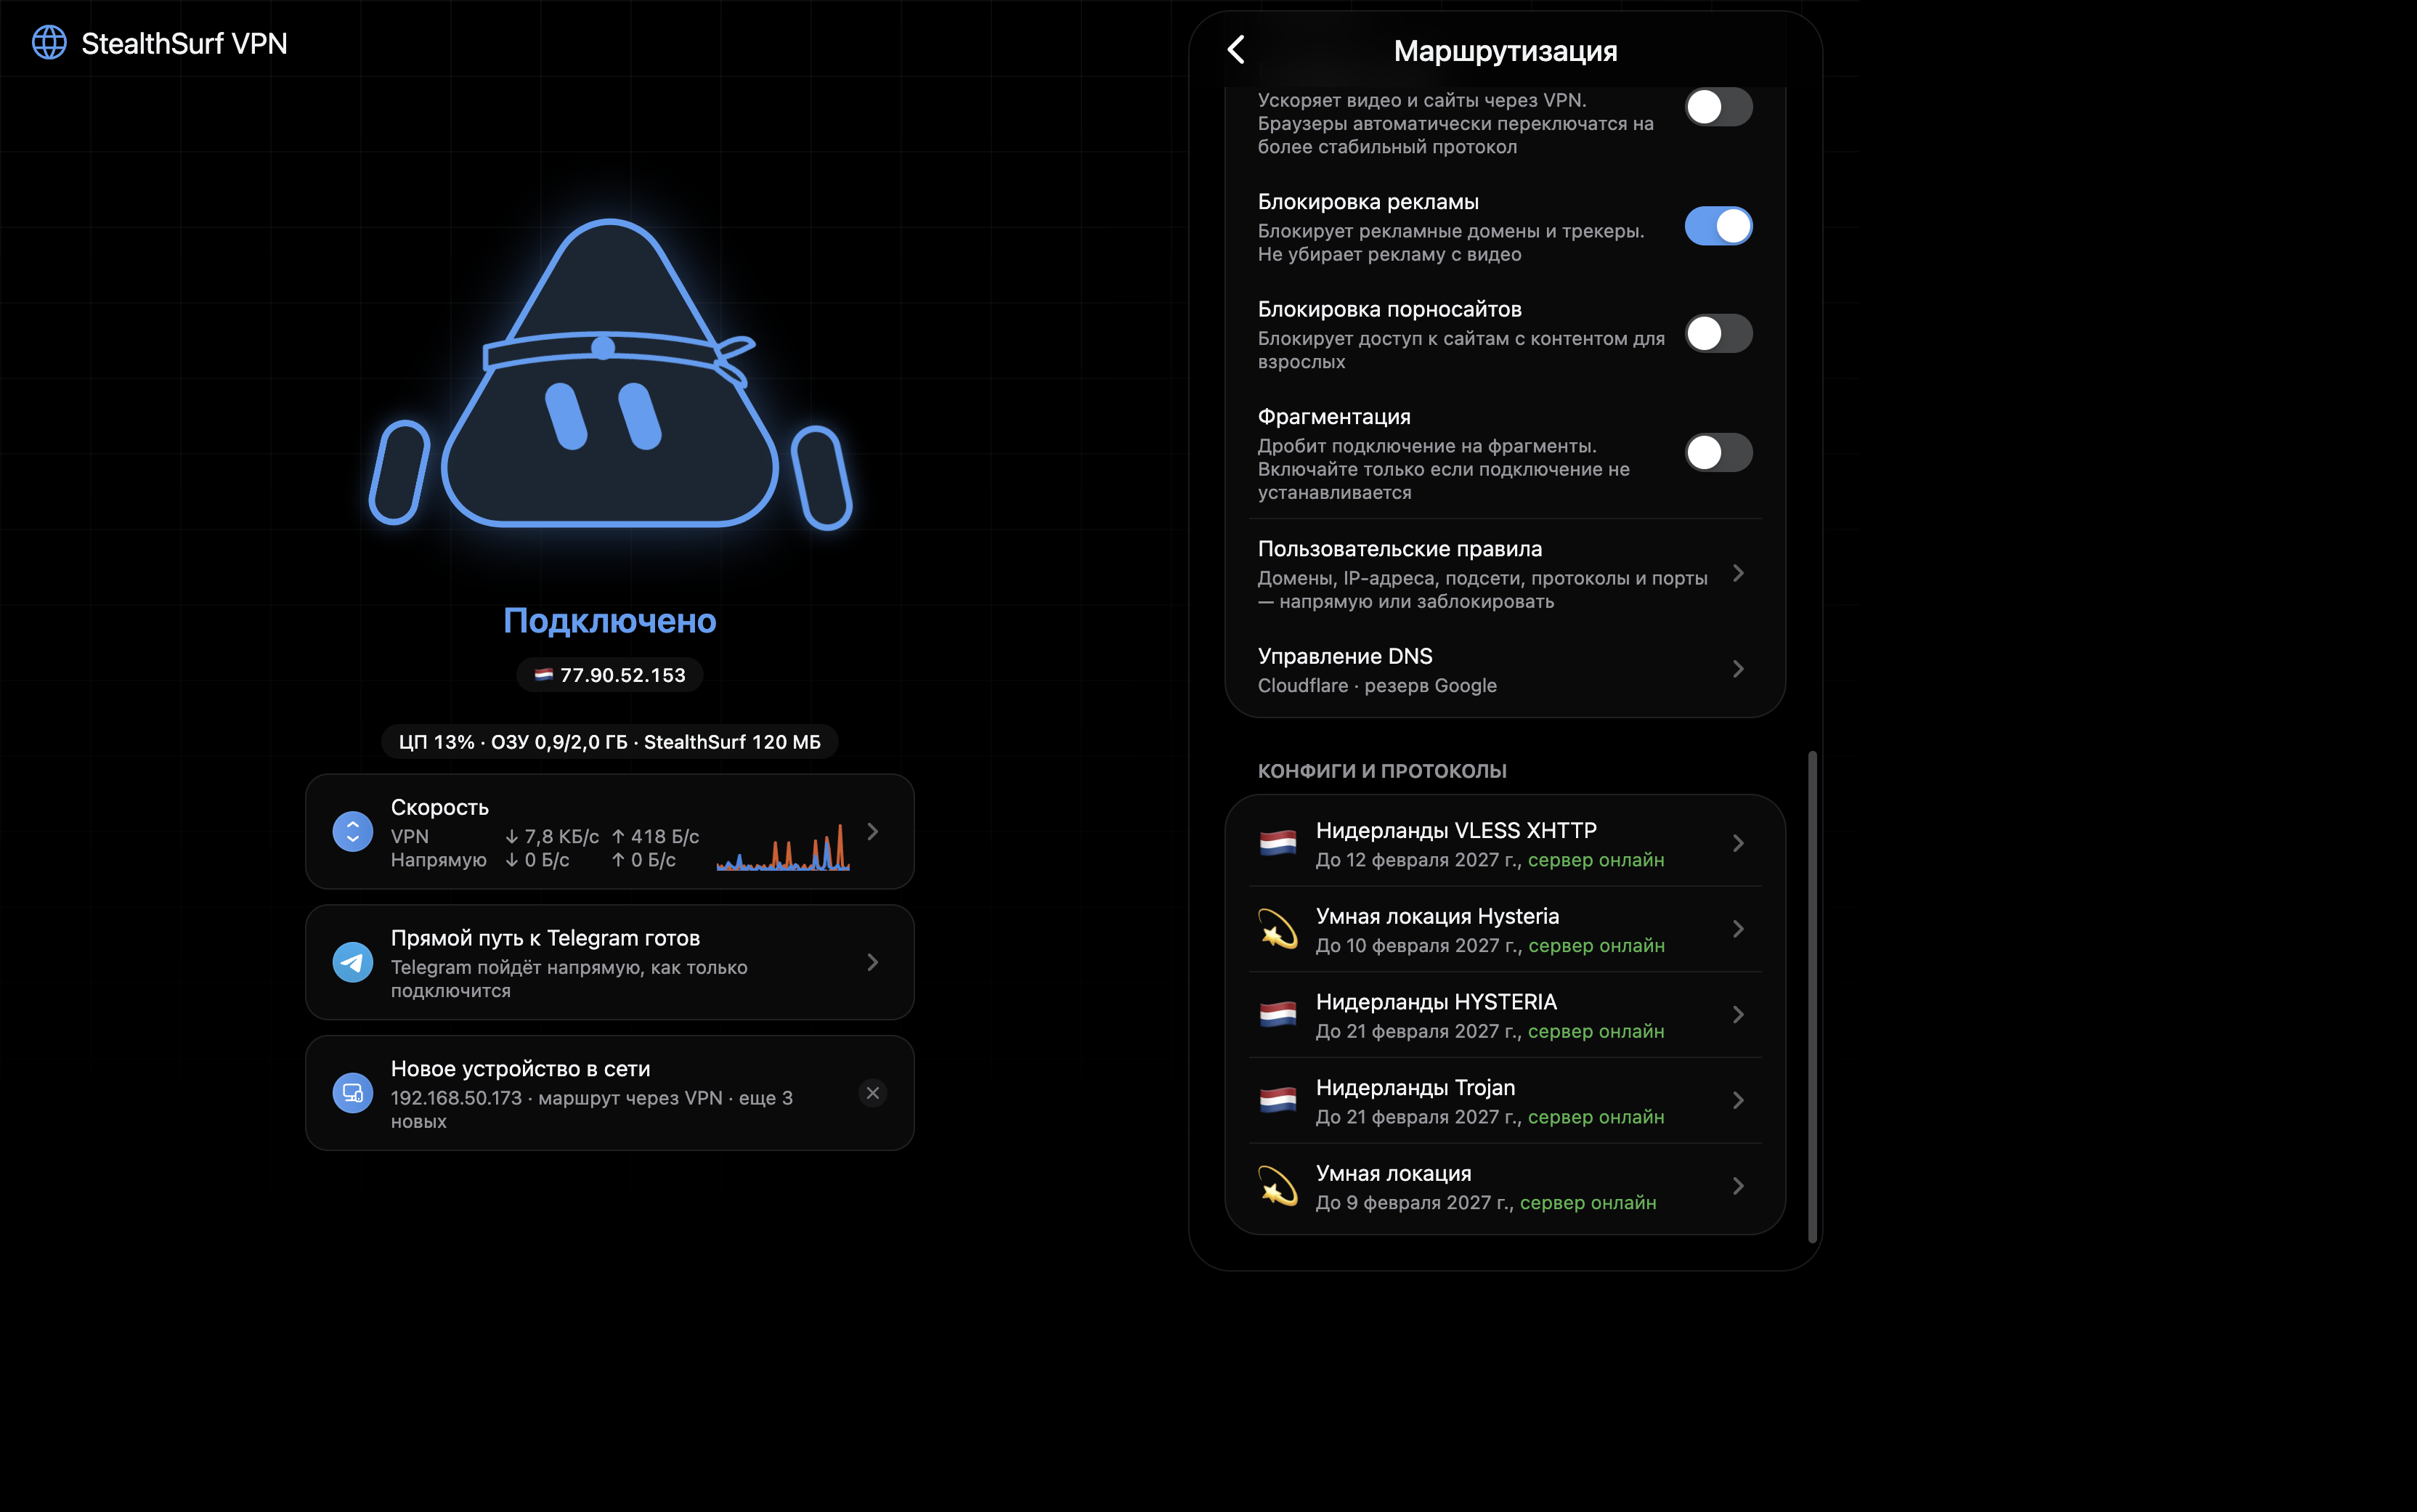 StealthSurf VPN
Подключено
77.90.52.153
ЦП 13% · ОЗУ 0,9/2,0 ГБ · StealthSurf 120 МБ
Скорость
VPN ↓ 7,8 КБ/с ↑ 418 Б/с
Напрямую ↓ 0 Б/с ↑ 0 Б/с
Прямой путь к Telegram готов
Telegram пойдёт напрямую, как только
подключится
Новое устройство в сети
192.168.50.173 · маршрут через VPN · еще 3
новых
Маршрутизация
Ускоряет видео и сайты через VPN.
Браузеры автоматически переключатся на
более стабильный протокол
Блокировка рекламы
Блокирует рекламные домены и трекеры.
Не убирает рекламу с видео
Блокировка порносайтов
Блокирует доступ к сайтам с контентом для
взрослых
Фрагментация
Дробит подключение на фрагменты.
Включайте только если подключение не
устанавливается
Пользовательские правила
Домены, IP-адреса, подсети, протоколы и порты
— напрямую или заблокировать
Управление DNS
Cloudflare · резерв Google
КОНФИГИ И ПРОТОКОЛЫ
Нидерланды VLESS XHTTP
До 12 февраля 2027 г., сервер онлайн
Умная локация Hysteria
До 10 февраля 2027 г., сервер онлайн
Нидерланды HYSTERIA
До 21 февраля 2027 г., сервер онлайн
Нидерланды Trojan
До 21 февраля 2027 г., сервер онлайн
Умная локация
До 9 февраля 2027 г., сервер онлайн